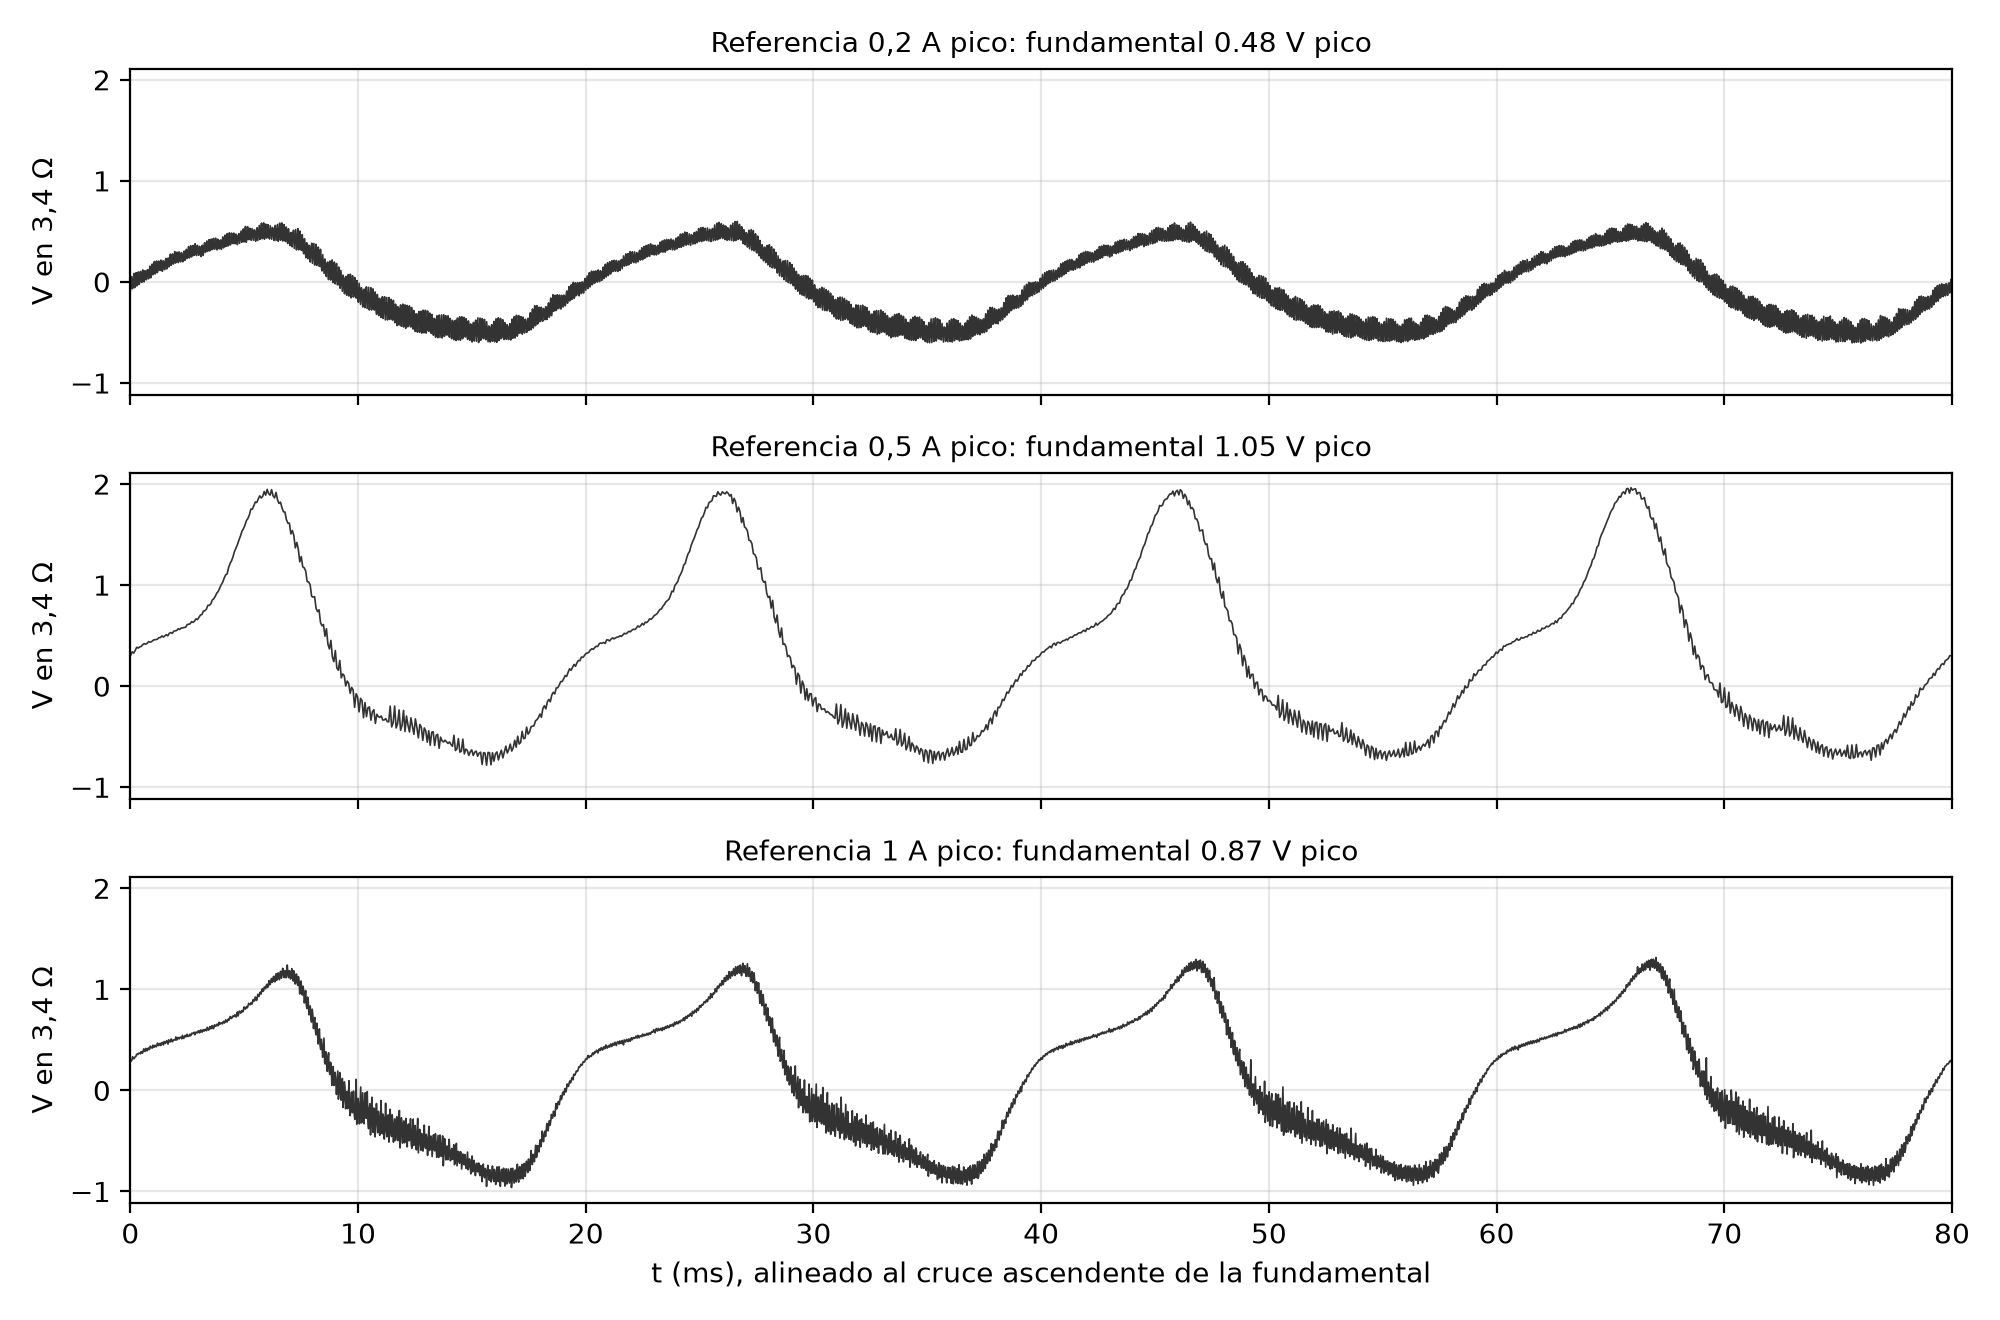 Referencia 0,2 A pico: fundamental 0.48 V pico
2
1
0
−1
V en 3,4 Ω
Referencia 0,5 A pico: fundamental 1.05 V pico
2
1
0
−1
V en 3,4 Ω
Referencia 1 A pico: fundamental 0.87 V pico
2
1
0
−1
V en 3,4 Ω
0 10 20 30 40 50 60 70 80
t (ms), alineado al cruce ascendente de la fundamental